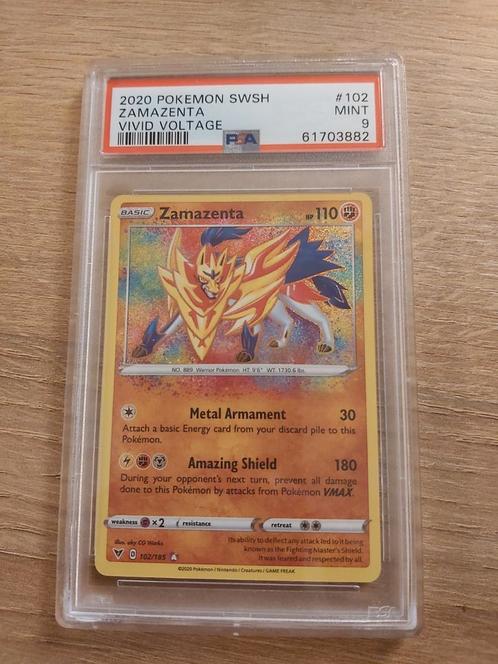 2020 POKEMON SWSH #102
ZAMAZENTA MINT
VIVID VOLTAGE 9
PSA 61703882
BASIC Zamazenta HP 110
NO. 889 Warrior Pokémon HT: 9'6" WT: 1730.6 lbs.
Metal Armament 30
Attach a basic Energy card from your discard pile to this
Pokémon.
Amazing Shield 180
During your opponent's next turn, prevent all damage
done to this Pokémon by attacks from Pokémon VMAX.
weakness ×2 resistance retreat
Illus. aky CG Works
Its ability to deflect any attack led to it being
known as the Fighting Master's Shield.
It was feared and respected by all.
D 102/185
©2020 Pokémon / Nintendo / Creatures / GAME FREAK